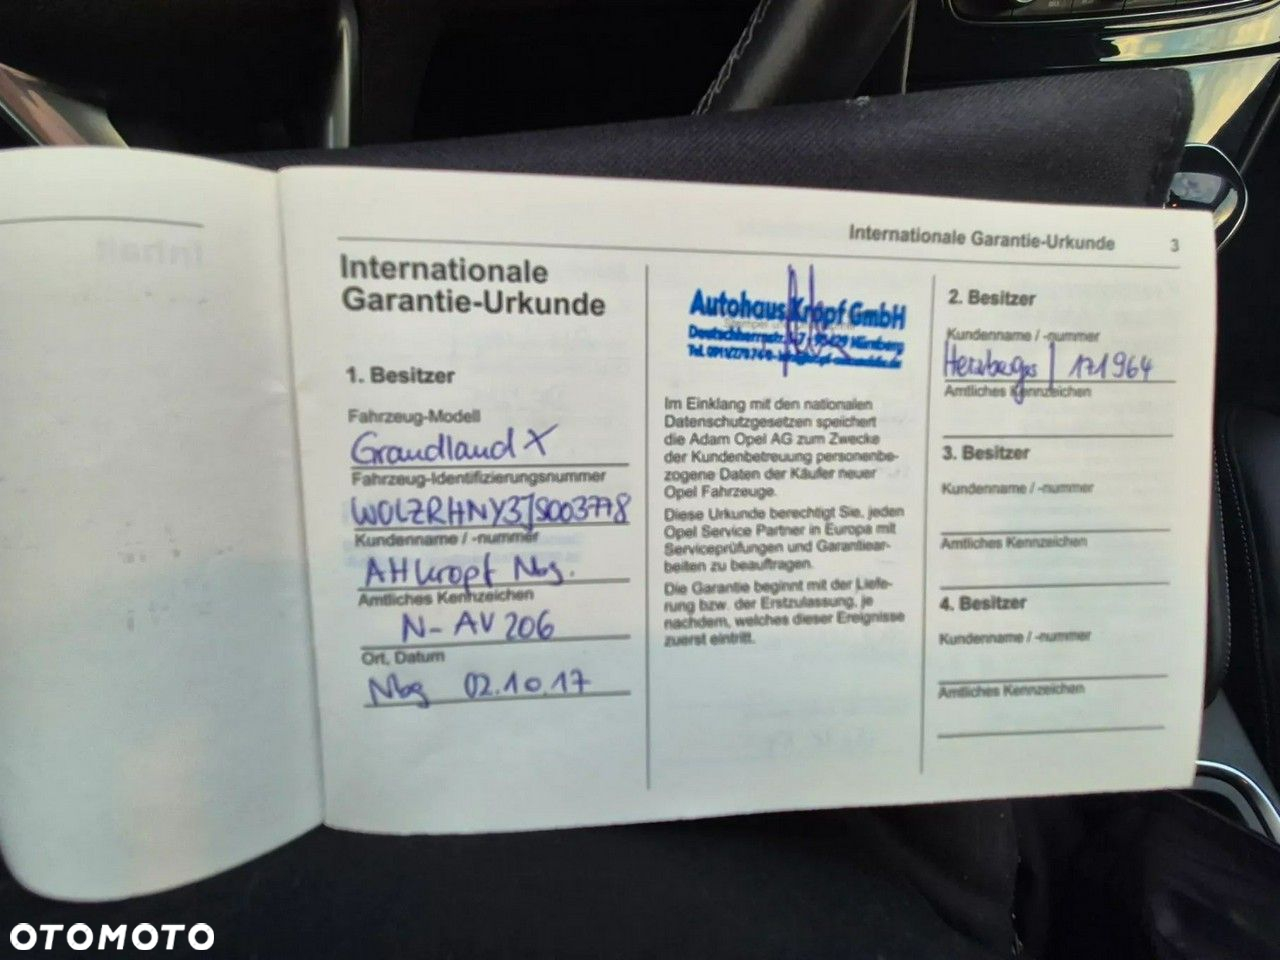 Internationale Garantie-Urkunde 3
Internationale
Garantie-Urkunde
1. Besitzer
Fahrzeug-Modell
Grandland X
Fahrzeug-Identifizierungsnummer
W0LZRHNY3JS003778
Kundenname / -nummer
AH Kropf Nbg.
Amtliches Kennzeichen
N- AV 206
Ort, Datum
Nbg 02.10.17
Autohaus Kropf GmbH
Deutschherrnstr. 90429 Nürnberg
Im Einklang mit den nationalen
Datenschutzgesetzen speichert
die Adam Opel AG zum Zwecke
der Kundenbetreuung personenbe-
zogene Daten der Käufer neuer
Opel Fahrzeuge.
Diese Urkunde berechtigt Sie, jeden
Opel Service Partner in Europa mit
Serviceprüfungen und Garantiear-
beiten zu beauftragen.
Die Garantie beginnt mit der Liefe-
rung bzw. der Erstzulassung, je
nachdem, welches dieser Ereignisse
zuerst eintritt.
2. Besitzer
Kundenname / -nummer
171964
Amtliches Kennzeichen
3. Besitzer
Kundenname / -nummer
Amtliches Kennzeichen
4. Besitzer
Kundenname / -nummer
Amtliches Kennzeichen
OTOMOTO